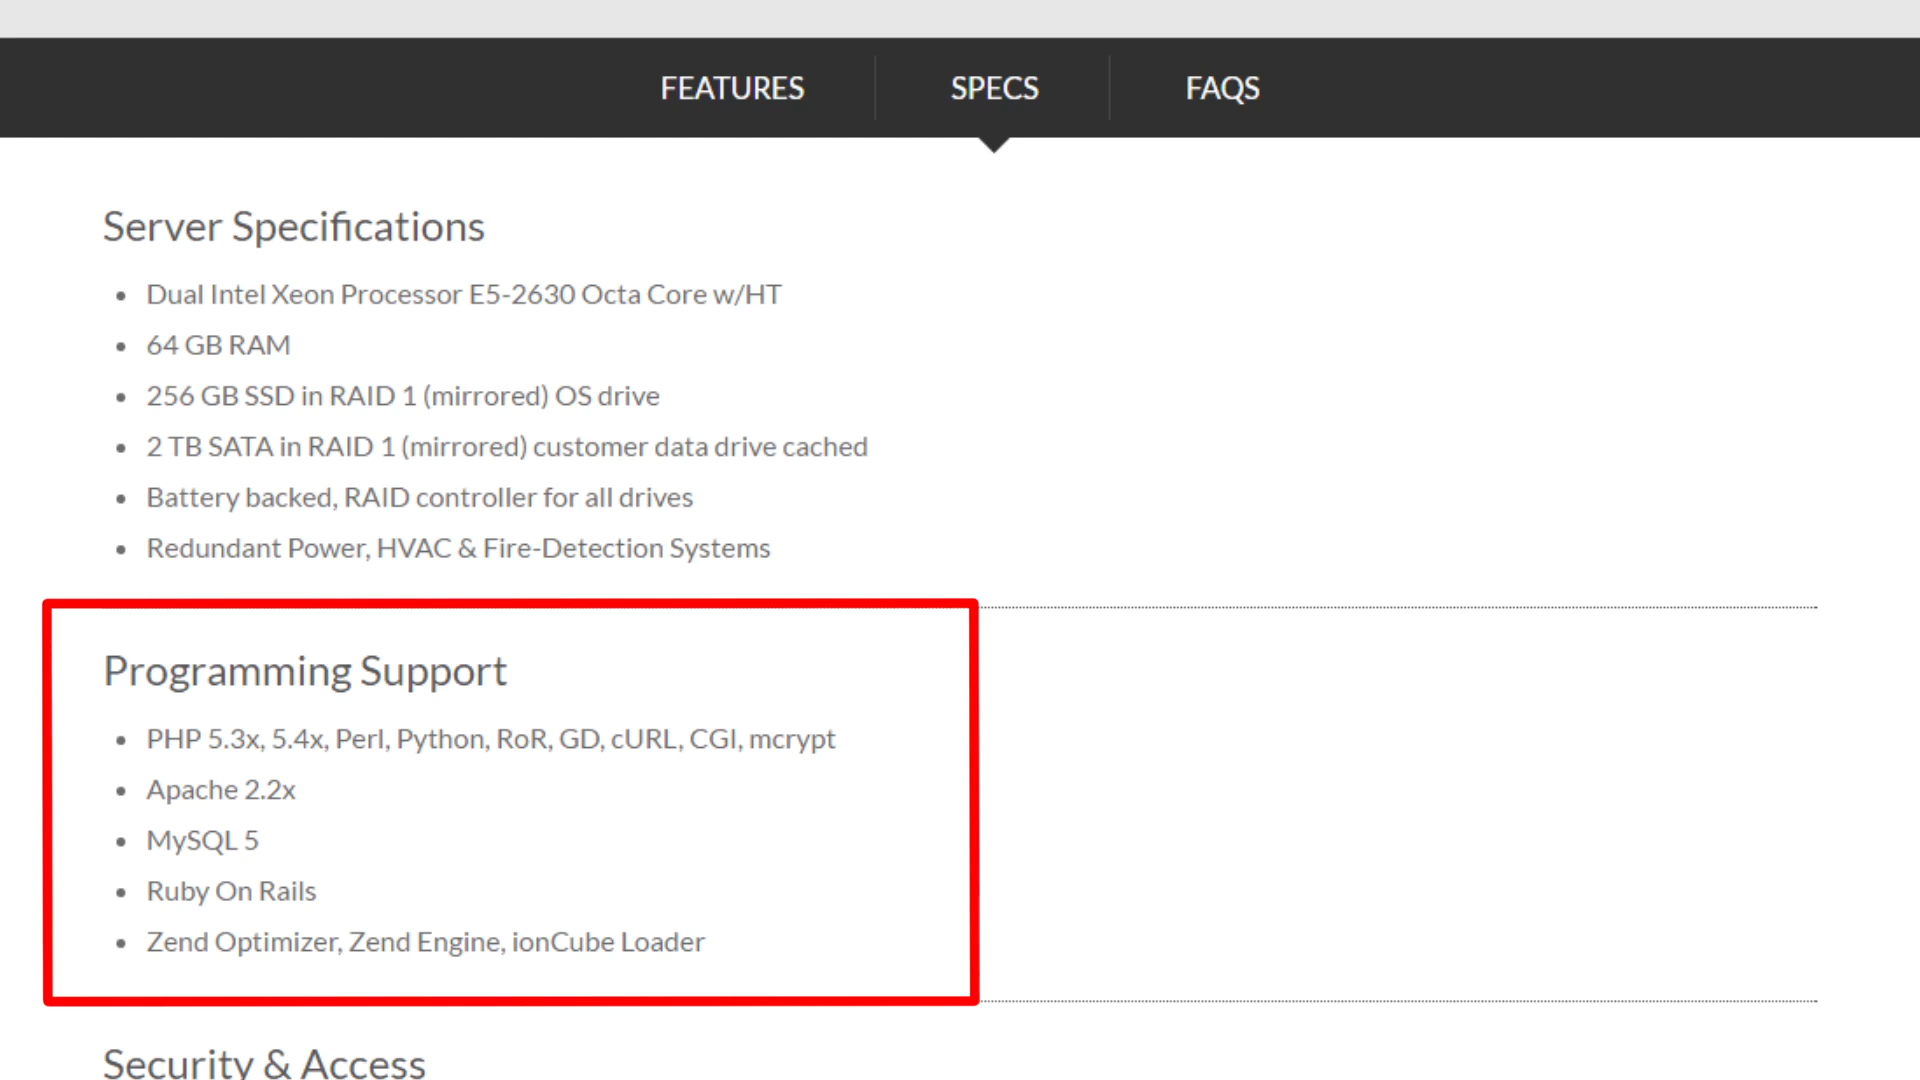 FEATURES SPECS FAQS
Server Specifications
Dual Intel Xeon Processor E5-2630 Octa Core w/HT
64 GB RAM
256 GB SSD in RAID 1 (mirrored) OS drive
2 TB SATA in RAID 1 (mirrored) customer data drive cached
Battery backed, RAID controller for all drives
Redundant Power, HVAC & Fire-Detection Systems
Programming Support
PHP 5.3x, 5.4x, Perl, Python, RoR, GD, cURL, CGI, mcrypt
Apache 2.2x
MySQL 5
Ruby On Rails
Zend Optimizer, Zend Engine, ionCube Loader
Security & Access